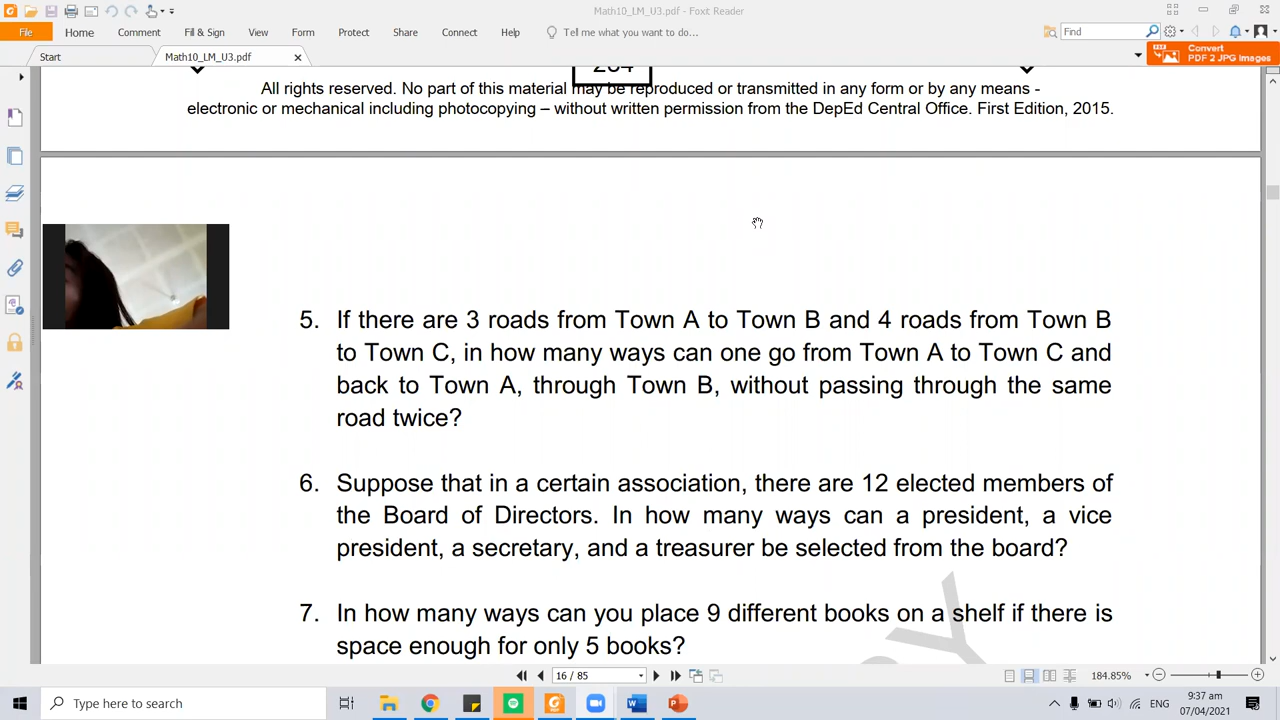 Math10_LM_U3.pdf - Foxit Reader
File Home Comment Fill & Sign View Form Protect Share Connect Help Tell me what you want to do... Find
Start Math10_LM_U3.pdf Convert
PDF 2 JPG Images
All rights reserved. No part of this material may be reproduced or transmitted in any form or by any means -
electronic or mechanical including photocopying – without written permission from the DepEd Central Office. First Edition, 2015.
5. If there are 3 roads from Town A to Town B and 4 roads from Town B
to Town C, in how many ways can one go from Town A to Town C and
back to Town A, through Town B, without passing through the same
road twice?
6. Suppose that in a certain association, there are 12 elected members of
the Board of Directors. In how many ways can a president, a vice
president, a secretary, and a treasurer be selected from the board?
7. In how many ways can you place 9 different books on a shelf if there is
space enough for only 5 books?
16 / 85 184.85%
Type here to search ENG 9:37 am
07/04/2021